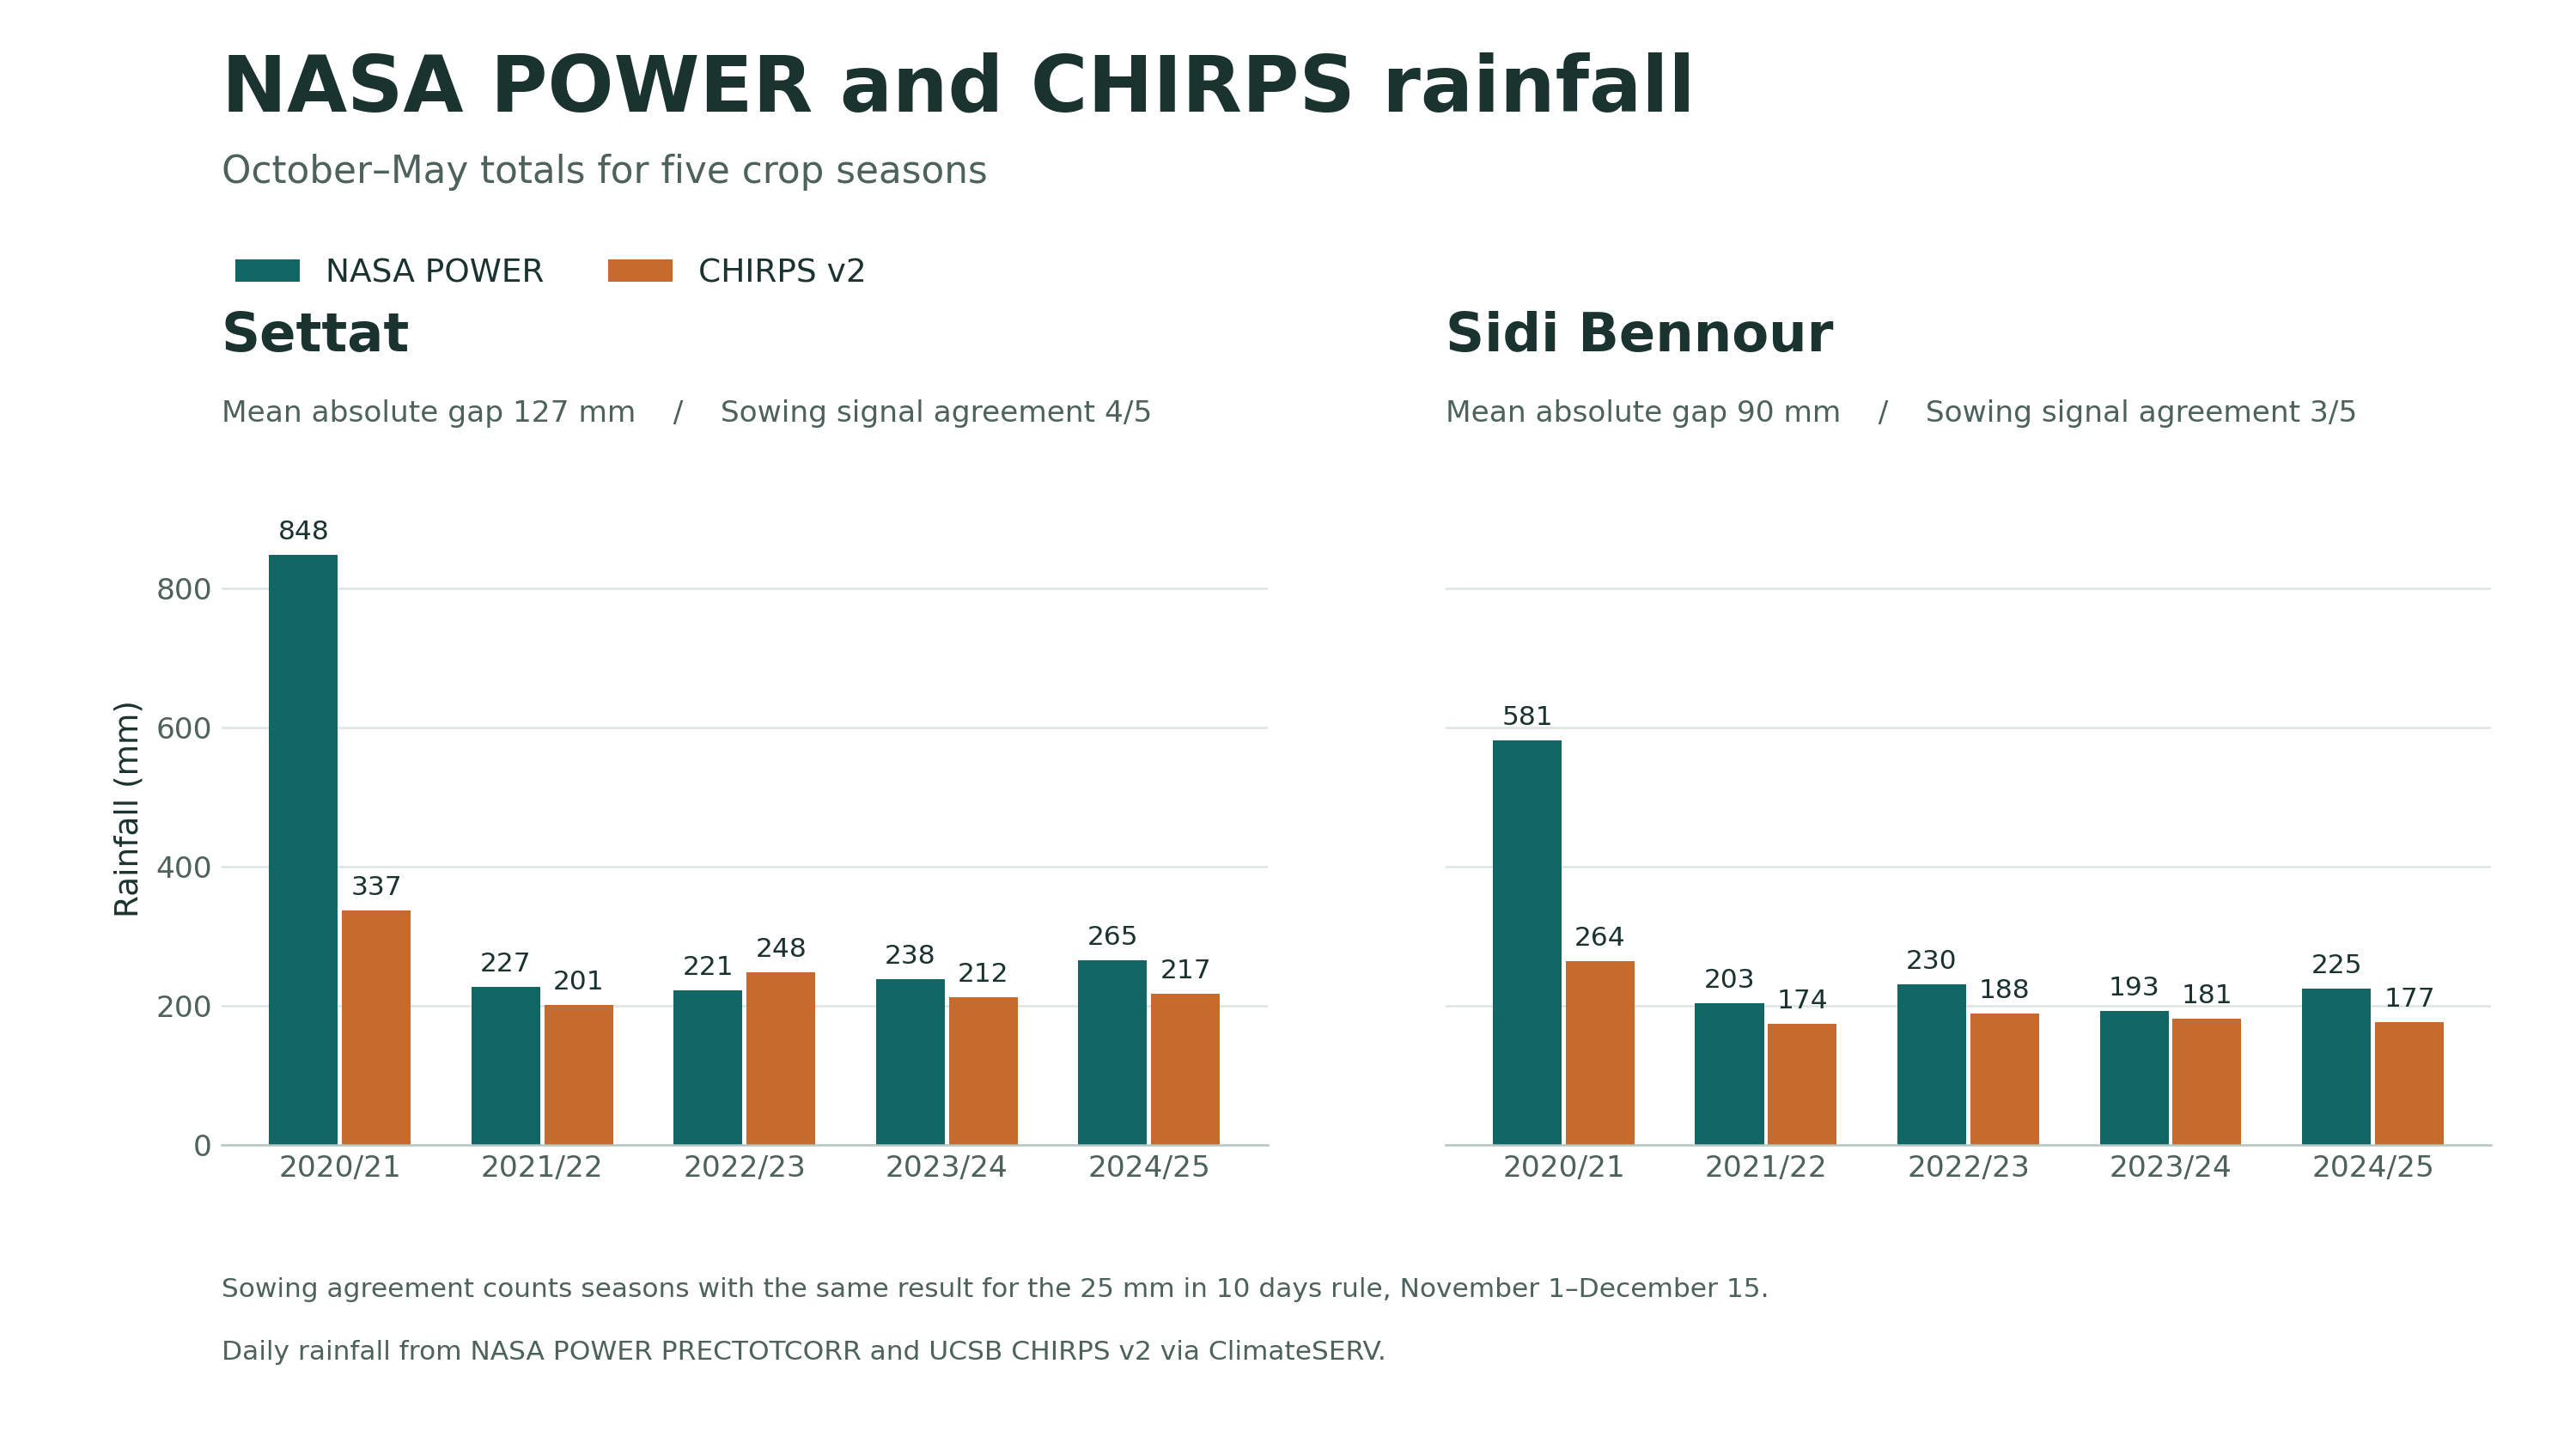 NASA POWER and CHIRPS rainfall
October–May totals for five crop seasons
NASA POWER CHIRPS v2
Settat
Mean absolute gap 127 mm / Sowing signal agreement 4/5
Rainfall (mm)
800
600
400
200
0
848 337 227 201 221 248 238 212 265 217
2020/21 2021/22 2022/23 2023/24 2024/25
Sidi Bennour
Mean absolute gap 90 mm / Sowing signal agreement 3/5
581 264 203 174 230 188 193 181 225 177
2020/21 2021/22 2022/23 2023/24 2024/25
Sowing agreement counts seasons with the same result for the 25 mm in 10 days rule, November 1–December 15.
Daily rainfall from NASA POWER PRECTOTCORR and UCSB CHIRPS v2 via ClimateSERV.